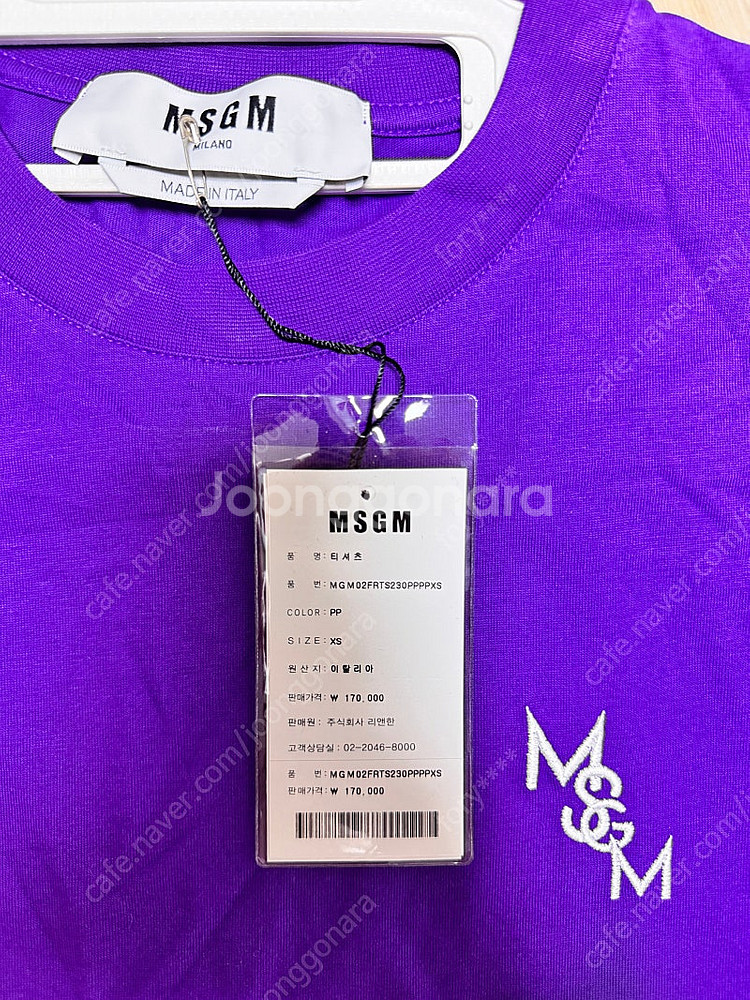 MSGM
MILANO
MADE IN ITALY
Joonggonara
MSGM
품 명: 티셔츠
품 번: MGM02FRTS230PPPPXS
COLOR: PP
SIZE: XS
원산지: 이탈리아
판매가격: ₩ 170,000
판매원: 주식회사 리앤한
고객상담실: 02-2046-8000
품 번: MGM02FRTS230PPPPXS
판매가격: ₩ 170,000
MSGM
cafe.naver.com/joonggonara
fory****